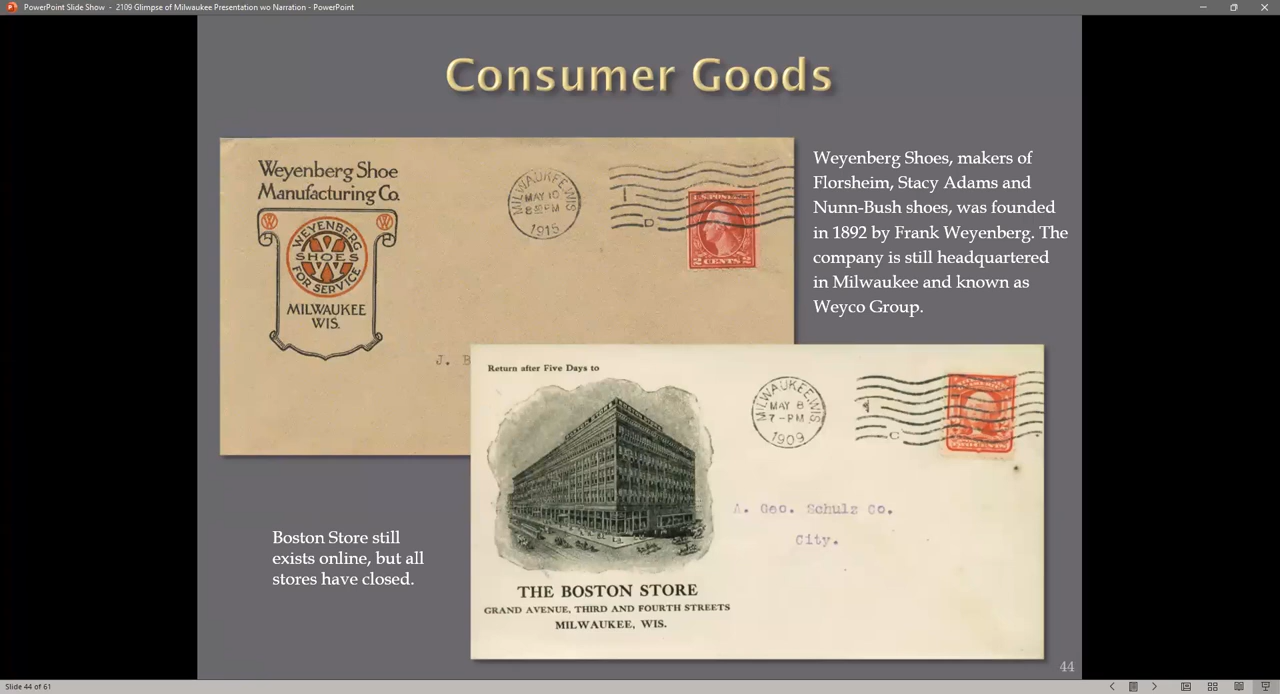 PowerPoint Slide Show - 2109 Glimpse of Milwaukee Presentation wo Narration - PowerPoint
Consumer Goods
Weyenberg Shoe
Manufacturing Co.
W W
WEYENBERG
SHOES
W
FOR SERVICE
MILWAUKEE
WIS.
MILWAUKEE, WIS
MAY 10
8 PM
1915
D
U.S. POSTAGE
2 CENTS 2
J. B
Weyenberg Shoes, makers of
Florsheim, Stacy Adams and
Nunn-Bush shoes, was founded
in 1892 by Frank Weyenberg. The
company is still headquartered
in Milwaukee and known as
Weyco Group.
Return after Five Days to
MILWAUKEE, WIS
MAY 8
7-PM
1909
C
A. Geo. Schulz Co.
City.
THE BOSTON STORE
GRAND AVENUE, THIRD AND FOURTH STREETS
MILWAUKEE, WIS.
Boston Store still
exists online, but all
stores have closed.
44
Slide 44 of 61